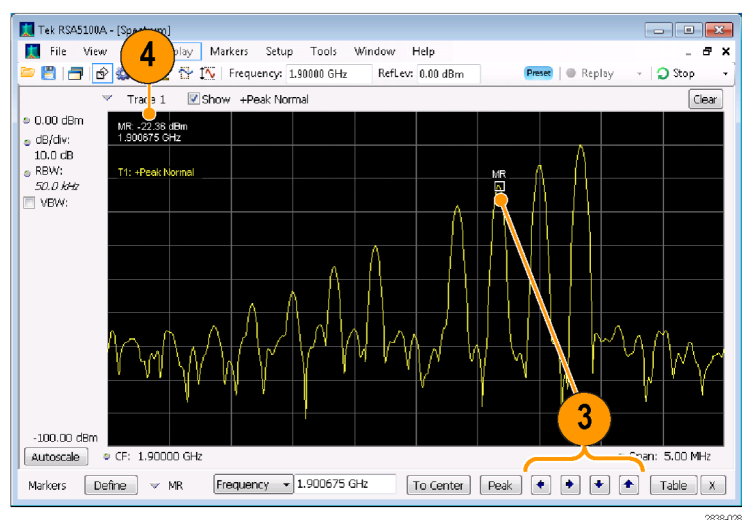 Tek RSA5100A - [Spectrum]
File View Markers Setup Tools Window Help
Frequency: 1.90000 GHz RefLev: 0.00 dBm Preset Replay Stop
Trace 1 Show +Peak Normal Clear
0.00 dBm
dB/div:
10.0 dB
RBW:
50.0 kHz
VBW:
-100.00 dBm
Autoscale
MR: -22.36 dBm
1.900675 GHz
T1: +Peak Normal
MR
4
3
CF: 1.90000 GHz Span: 5.00 MHz
Markers Define MR Frequency 1.900675 GHz To Center Peak Table X
2838-028